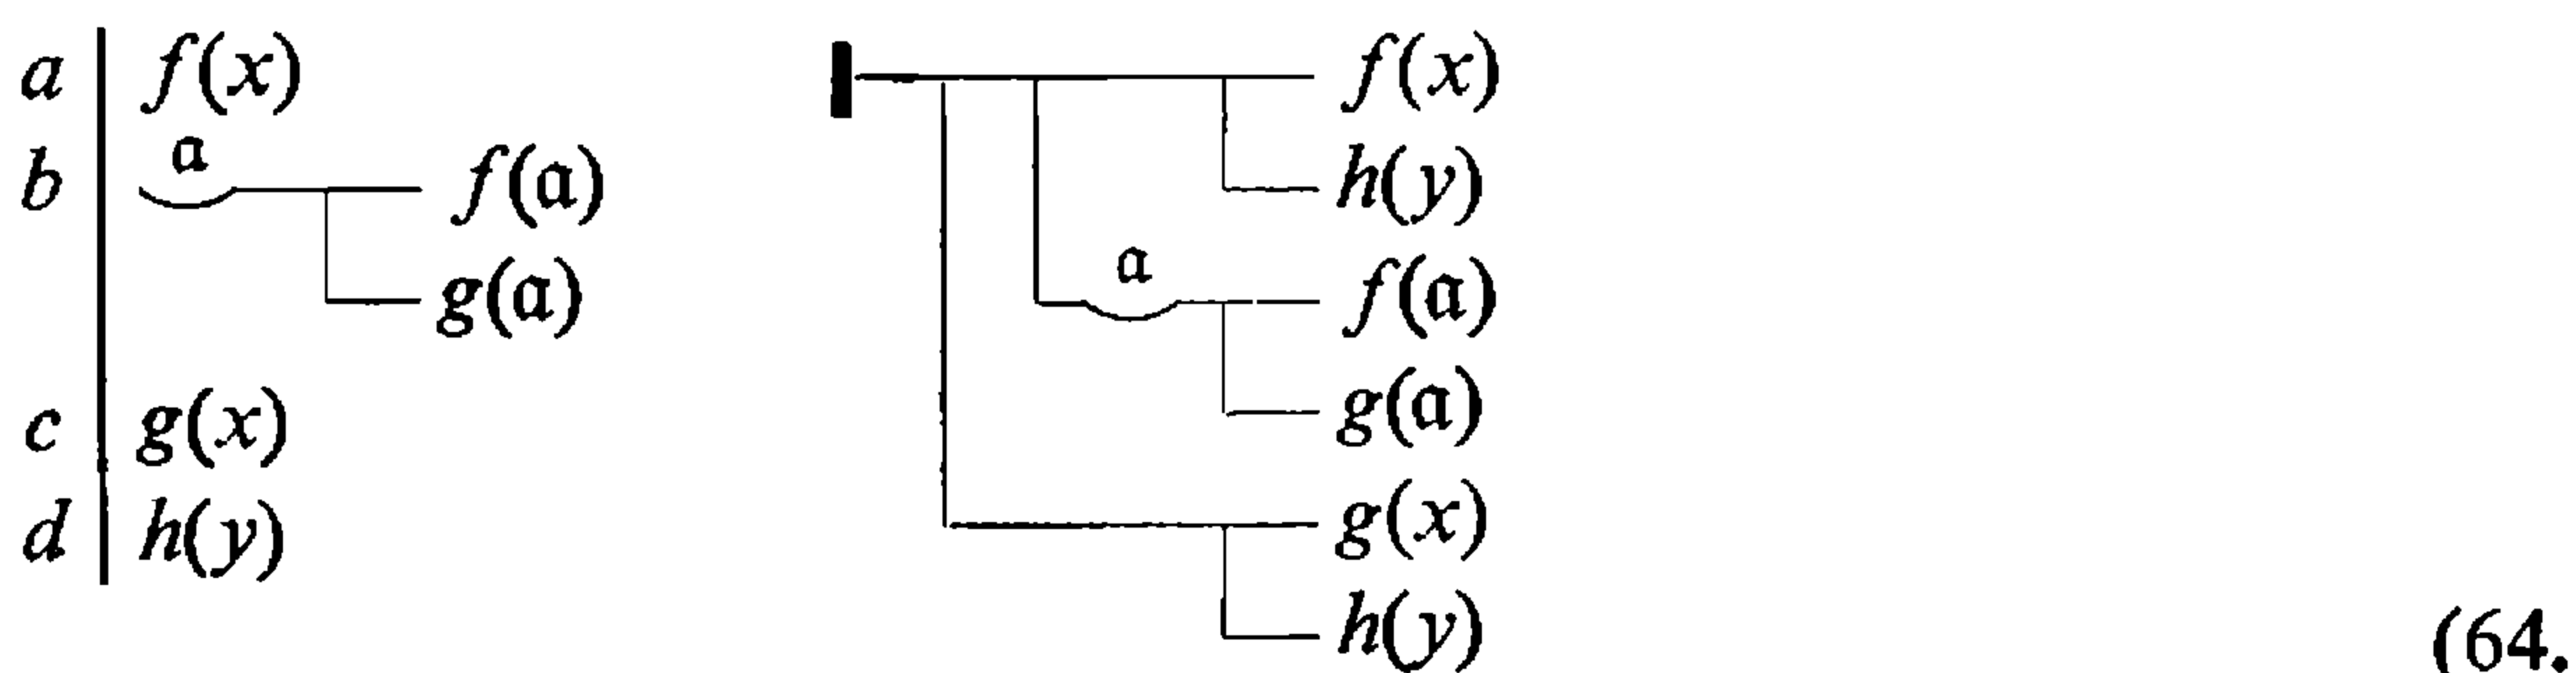 a f(x) f(x)
b 𝔞 f(𝔞) h(y)
g(𝔞) 𝔞 f(𝔞)
g(𝔞)
c g(x) g(x)
d h(y) h(y)
(64.